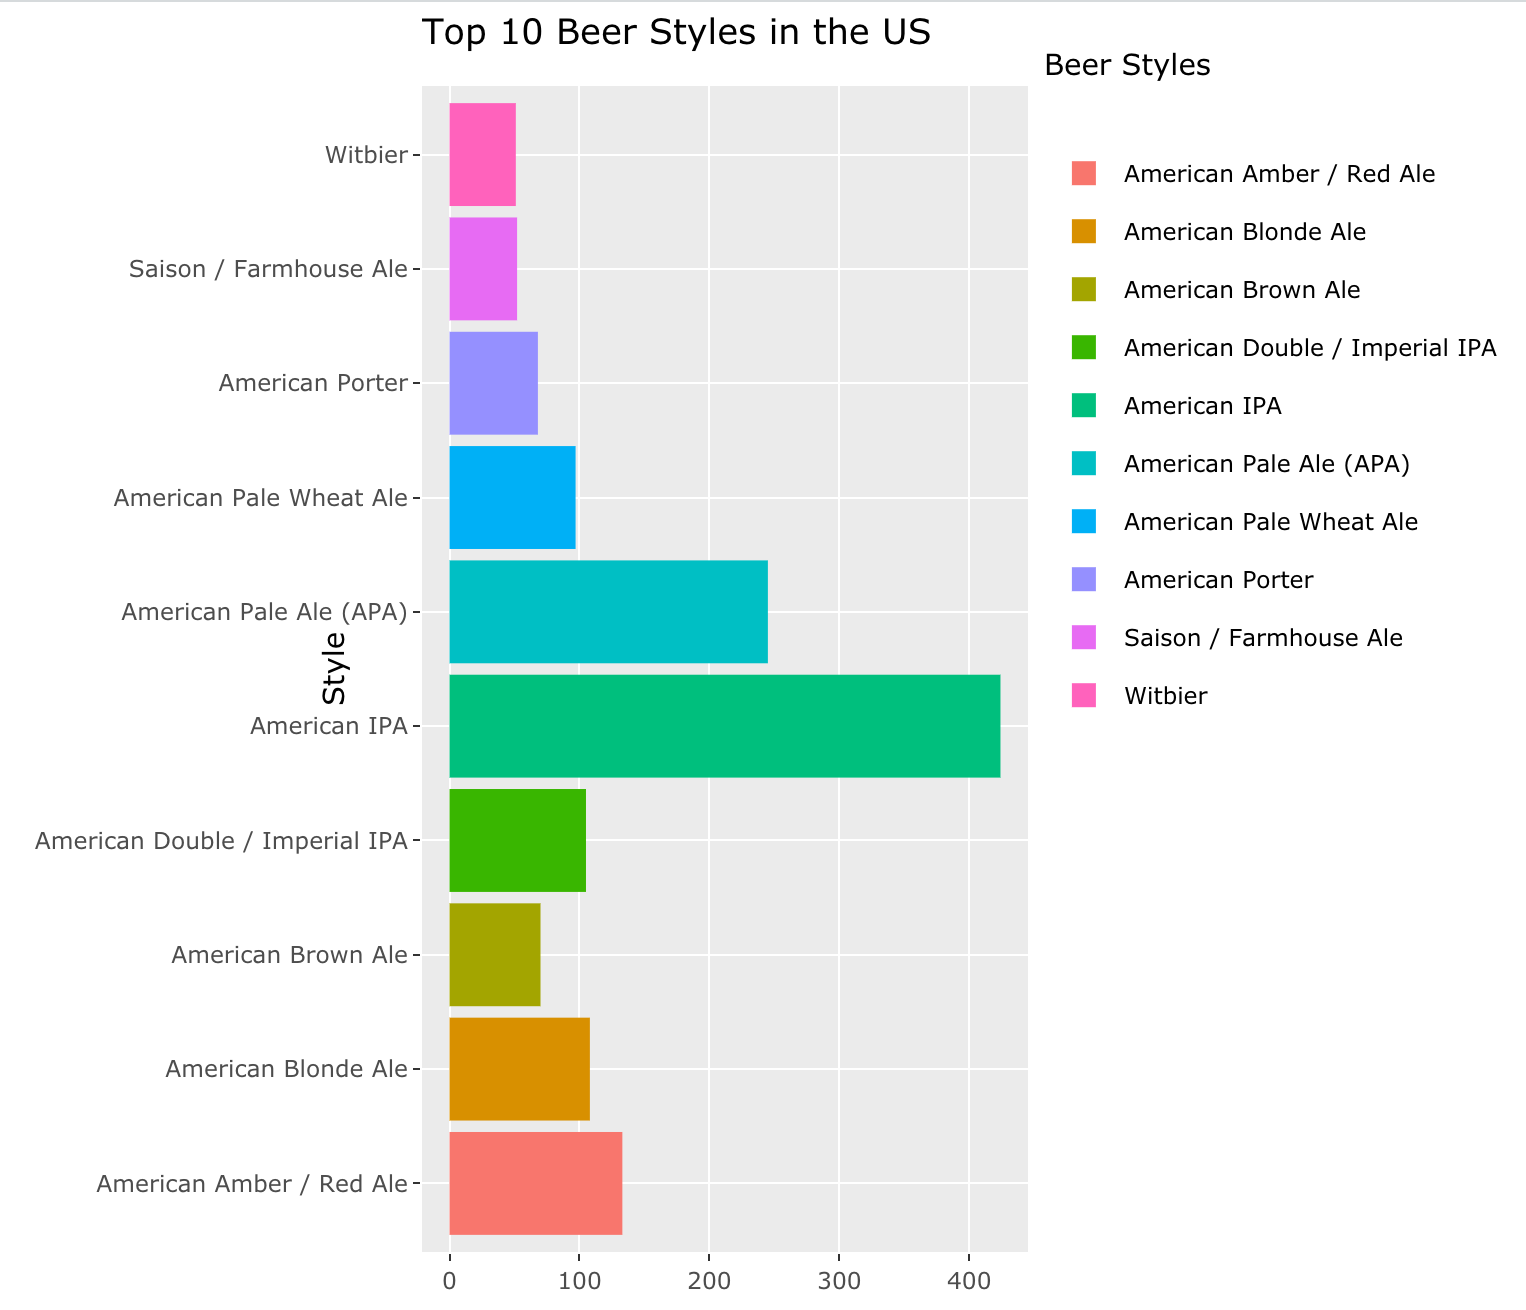 Top 10 Beer Styles in the US
Witbier
Saison / Farmhouse Ale
American Porter
American Pale Wheat Ale
American Pale Ale (APA)
American IPA
American Double / Imperial IPA
American Brown Ale
American Blonde Ale
American Amber / Red Ale
Style
0 100 200 300 400
Beer Styles
American Amber / Red Ale
American Blonde Ale
American Brown Ale
American Double / Imperial IPA
American IPA
American Pale Ale (APA)
American Pale Wheat Ale
American Porter
Saison / Farmhouse Ale
Witbier